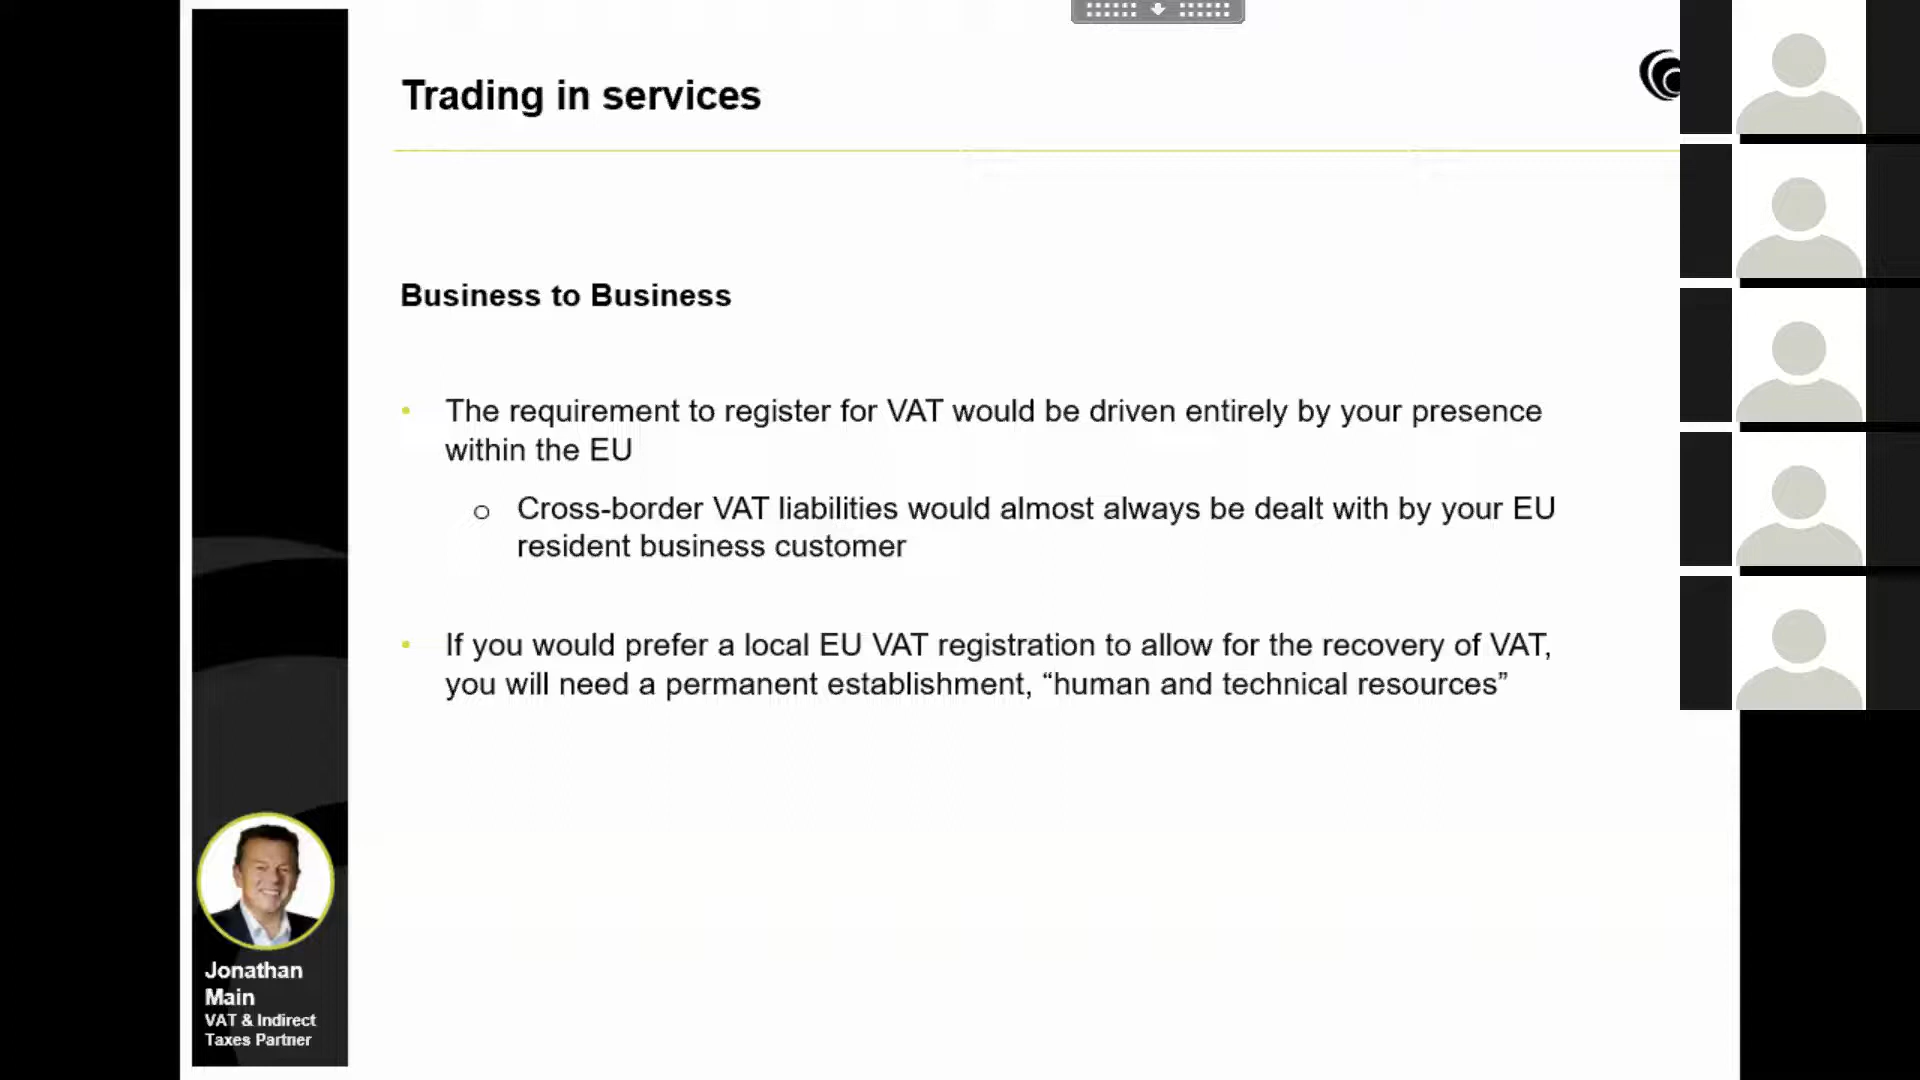 Trading in services
Business to Business
• The requirement to register for VAT would be driven entirely by your presence
within the EU
o Cross-border VAT liabilities would almost always be dealt with by your EU
resident business customer
• If you would prefer a local EU VAT registration to allow for the recovery of VAT,
you will need a permanent establishment, “human and technical resources”
Jonathan
Main
VAT & Indirect
Taxes Partner